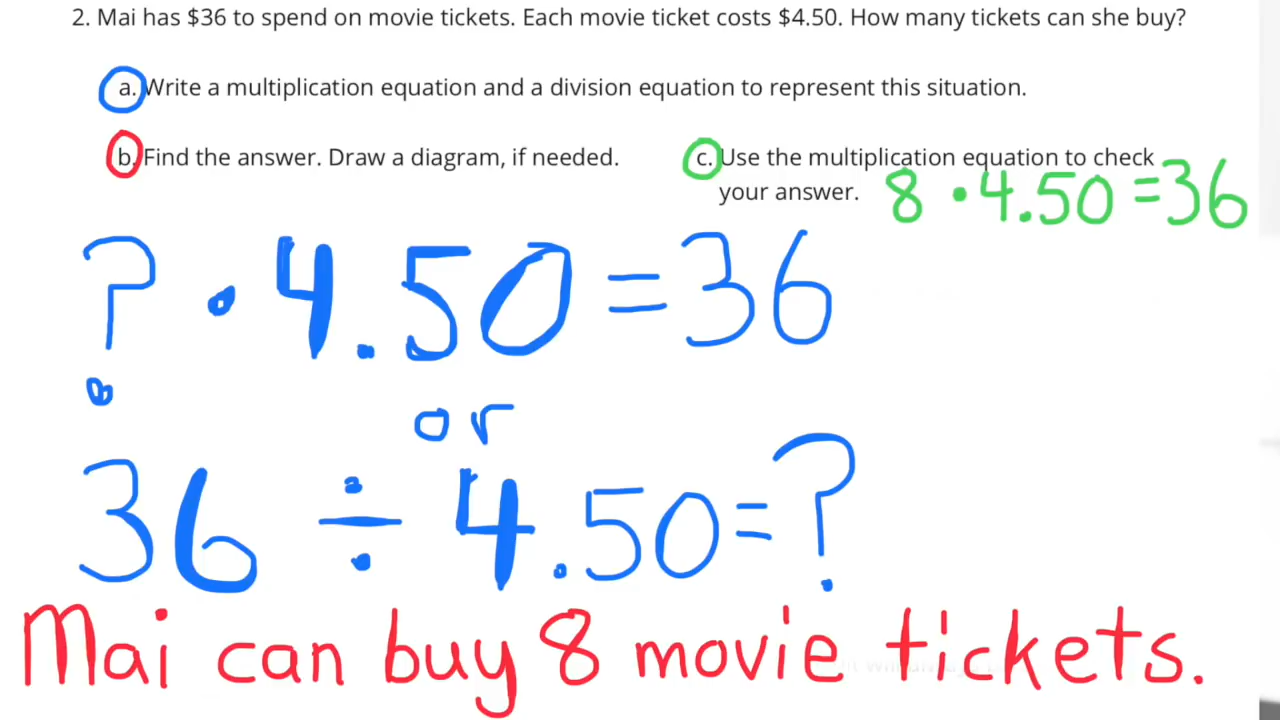 2. Mai has $36 to spend on movie tickets. Each movie ticket costs $4.50. How many tickets can she buy?
a. Write a multiplication equation and a division equation to represent this situation.
b. Find the answer. Draw a diagram, if needed.
c. Use the multiplication equation to check
your answer. 8 · 4.50 = 36
? · 4.50 = 36
or
36 ÷ 4.50 = ?
Mai can buy 8 movie tickets.